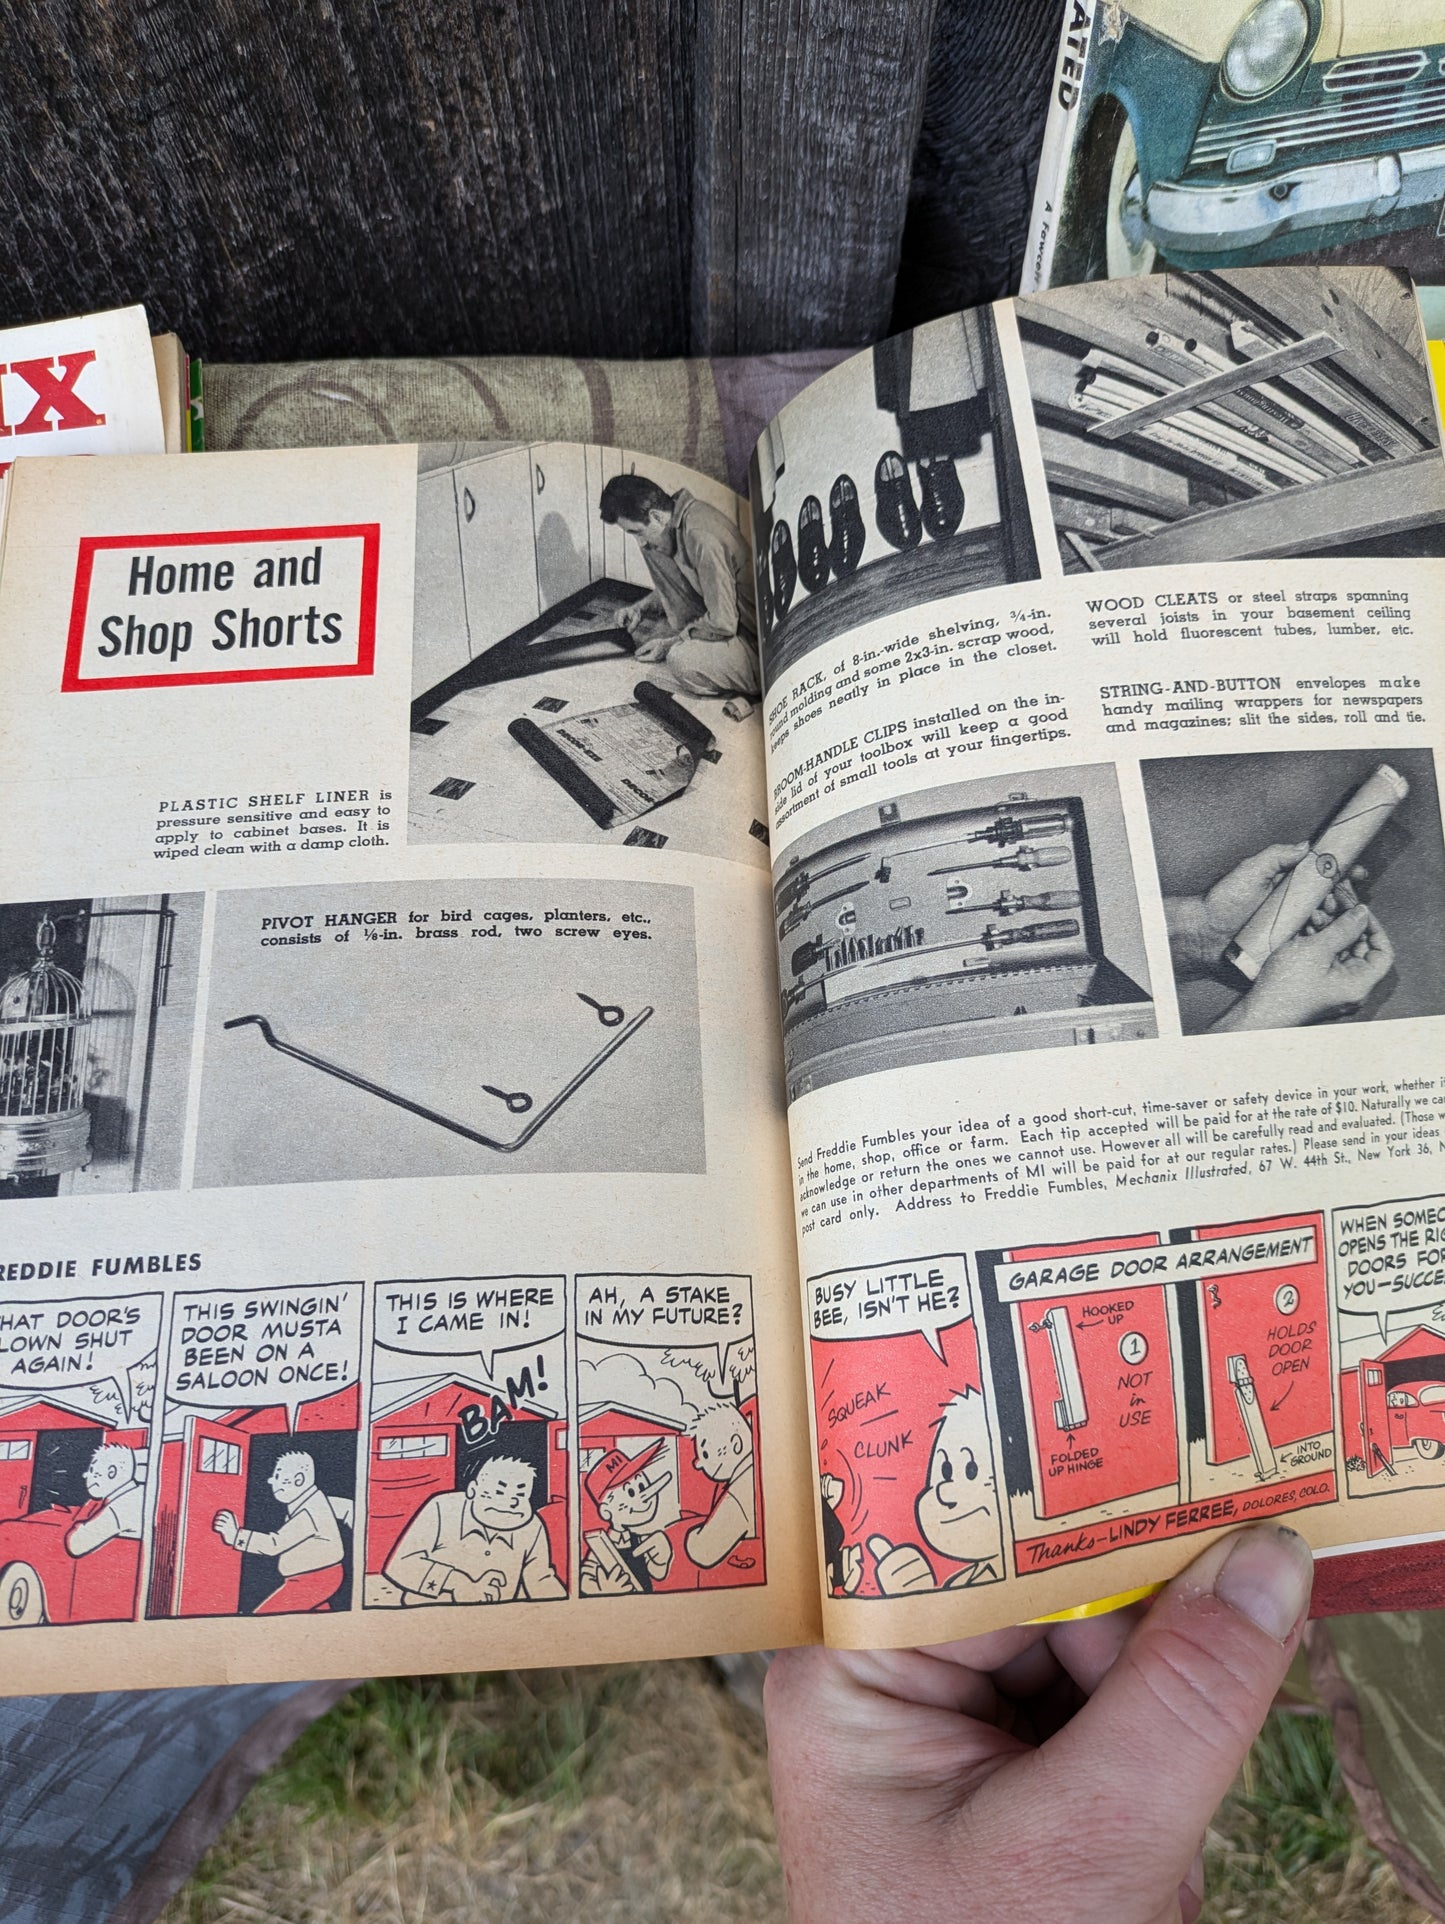 ATED
A Fawcett
IX
Home and
Shop Shorts
PLASTIC SHELF LINER is
pressure sensitive and easy to
apply to cabinet bases. It is
wiped clean with a damp cloth.
PIVOT HANGER for bird cages, planters, etc.,
consists of 1/8-in. brass rod, two screw eyes.
SHOE RACK, of 8-in.-wide shelving, 3/4-in.
round molding and some 2x3-in. scrap wood,
keeps shoes neatly in place in the closet.
WOOD CLEATS or steel straps spanning
several joists in your basement ceiling
will hold fluorescent tubes, lumber, etc.
BROOM-HANDLE CLIPS installed on the in-
side lid of your toolbox will keep a good
assortment of small tools at your fingertips.
STRING-AND-BUTTON envelopes make
handy mailing wrappers for newspapers
and magazines; slit the sides, roll and tie.
Send Freddie Fumbles your idea of a good short-cut, time-saver or safety device in your work, whether
in the home, shop, office or farm. Each tip accepted will be paid for at the rate of $10. Naturally we
acknowledge or return the ones we cannot use. However all will be carefully read and evaluated. (Those
we can use in other departments of MI will be paid for at our regular rates.) Please send in your ideas
post card only. Address to Freddie Fumbles, Mechanix Illustrated, 67 W. 44th St., New York 36,
REDDIE FUMBLES
HAT DOOR'S
LOWN SHUT
AGAIN!
THIS SWINGIN'
DOOR MUSTA
BEEN ON A
SALOON ONCE!
THIS IS WHERE
I CAME IN!
BAM!
AH, A STAKE
IN MY FUTURE?
MI
BUSY LITTLE
BEE, ISN'T HE?
SQUEAK
CLUNK
GARAGE DOOR ARRANGEMENT
HOOKED
UP
1
NOT
in
USE
FOLDED
UP HINGE
2
HOLDS
DOOR
OPEN
INTO
GROUND
Thanks-LINDY FERREE, DOLORES, COLO.
WHEN SOMEO
OPENS THE RIG
DOORS FOR
YOU-SUCCE